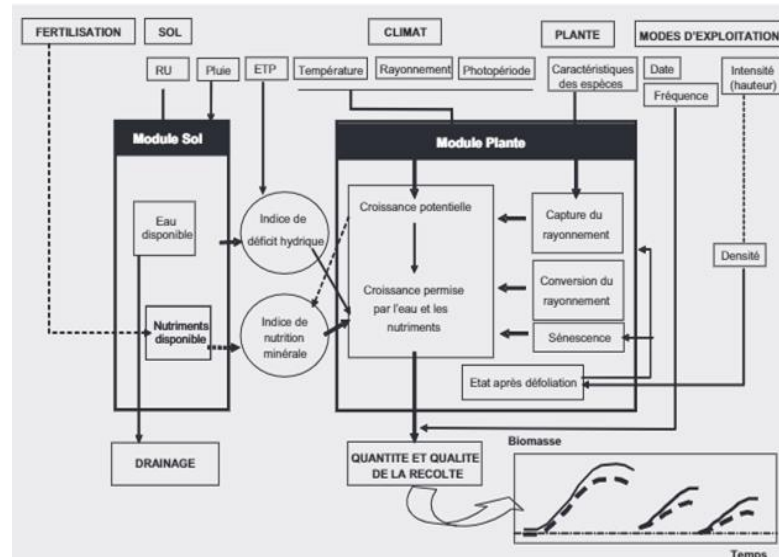 FERTILISATION
SOL
CLIMAT
PLANTE
MODES D'EXPLOITATION
RU
Pluie
ETP
Température
Rayonnement
Photopériode
Caractéristiques
des espèces
Date
Fréquence
Intensité
(hauteur)
Module Sol
Module Plante
Eau
disponible
Indice de
déficit hydrique
Croissance potentielle
Capture du
rayonnement
Densité
Nutriments
disponible
Indice de
nutrition
minérale
Croissance permise
par l'eau et les
nutriments
Conversion du
rayonnement
Sénescence
Etat après défoliation
DRAINAGE
QUANTITE ET QUALITE
DE LA RECOLTE
Biomasse
Temps